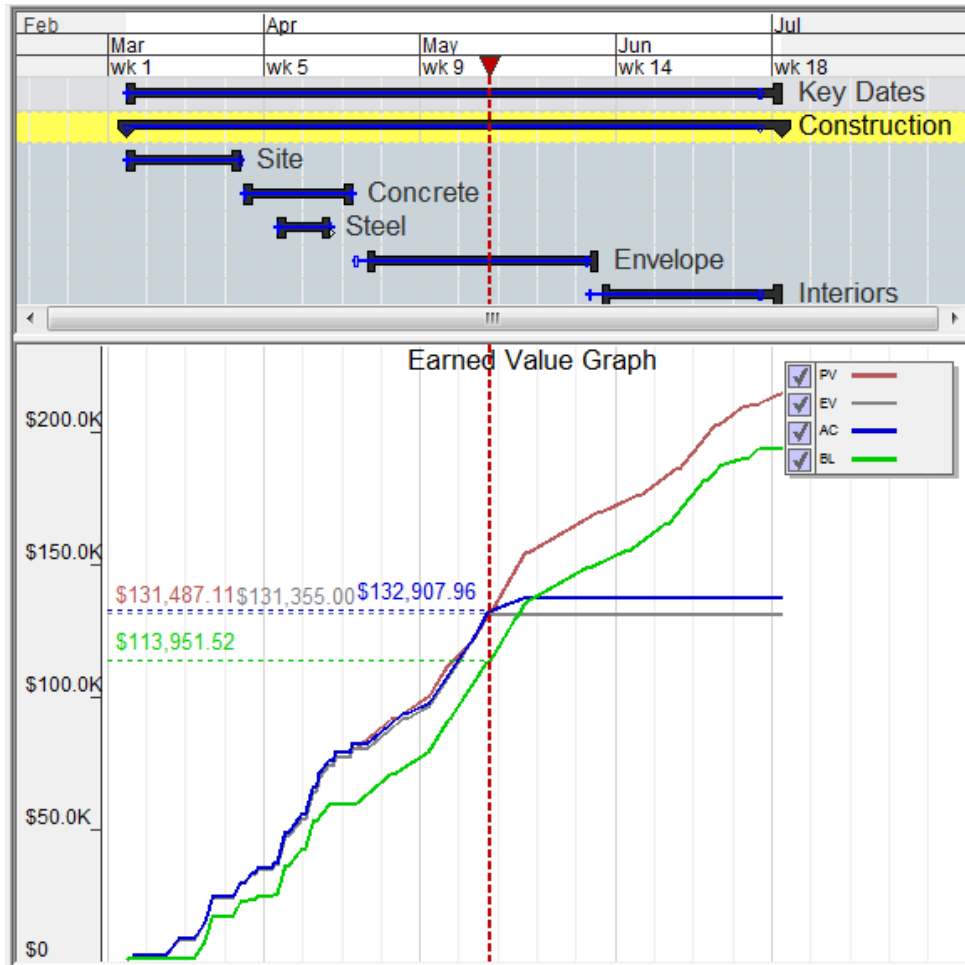 Feb Apr Jul
Mar May Jun
wk 1 wk 5 wk 9 wk 14 wk 18
Key Dates
Construction
Site
Concrete
Steel
Envelope
Interiors
Earned Value Graph
PV
EV
AC
BL
$200.0K
$150.0K
$131,487.11 $131,355.00 $132,907.96
$113,951.52
$100.0K
$50.0K
$0